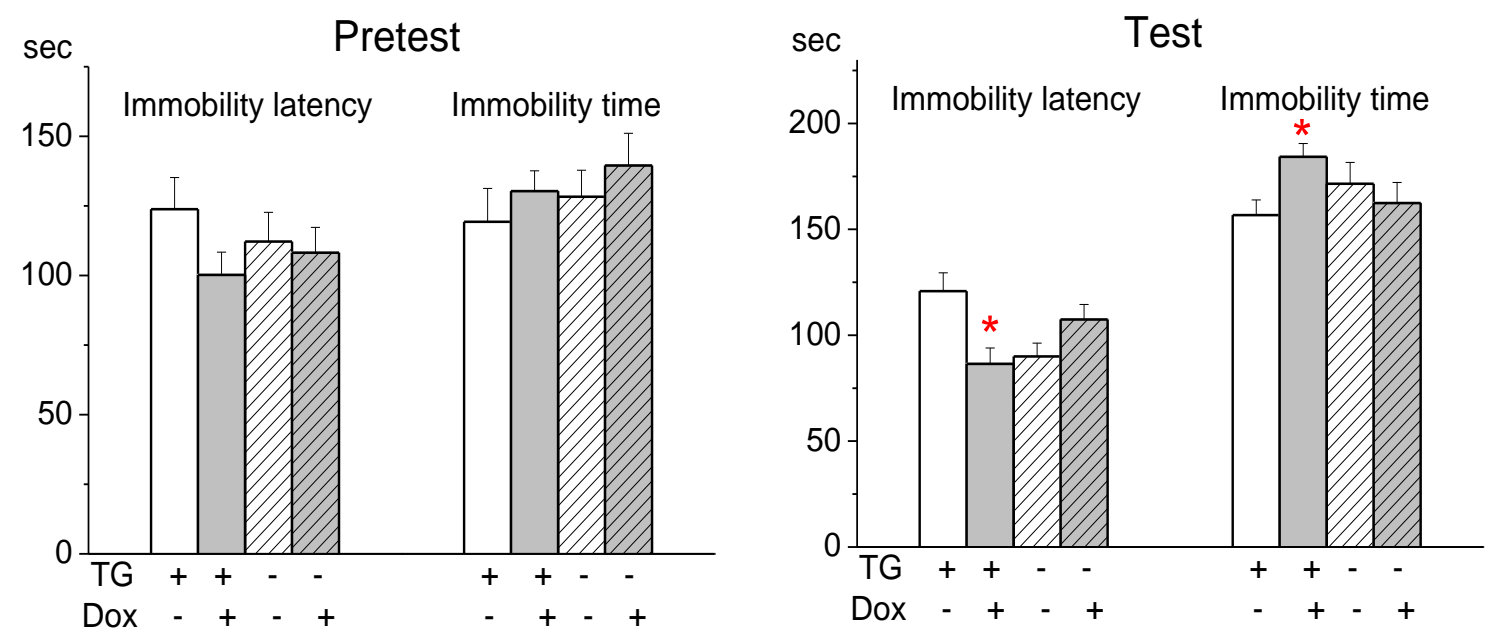 Pretest
sec
Immobility latency Immobility time
150
100
50
0
TG + + - - + + - -
Dox - + - + - + - +
Test
sec
Immobility latency Immobility time
200
*
150
*
100
50
0
TG + + - - + + - -
Dox - + - + - + - +